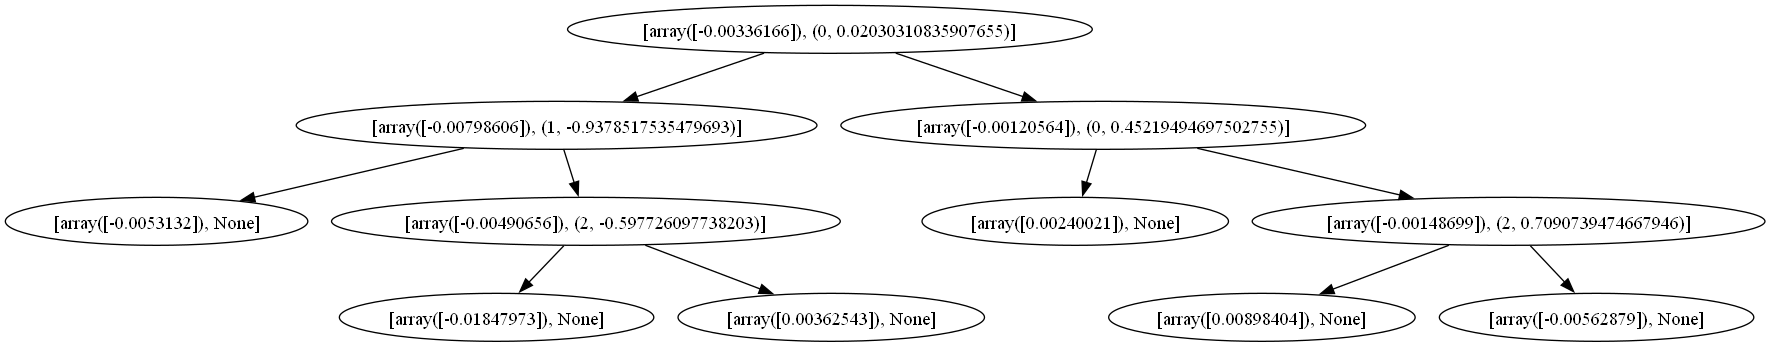 [array([-0.00336166]), (0, 0.02030310835907655)]
[array([-0.00798606]), (1, -0.9378517535479693)]
[array([-0.00120564]), (0, 0.45219494697502755)]
[array([-0.0053132]), None]
[array([-0.00490656]), (2, -0.597726097738203)]
[array([0.00240021]), None]
[array([-0.00148699]), (2, 0.7090739474667946)]
[array([-0.01847973]), None]
[array([0.00362543]), None]
[array([0.00898404]), None]
[array([-0.00562879]), None]